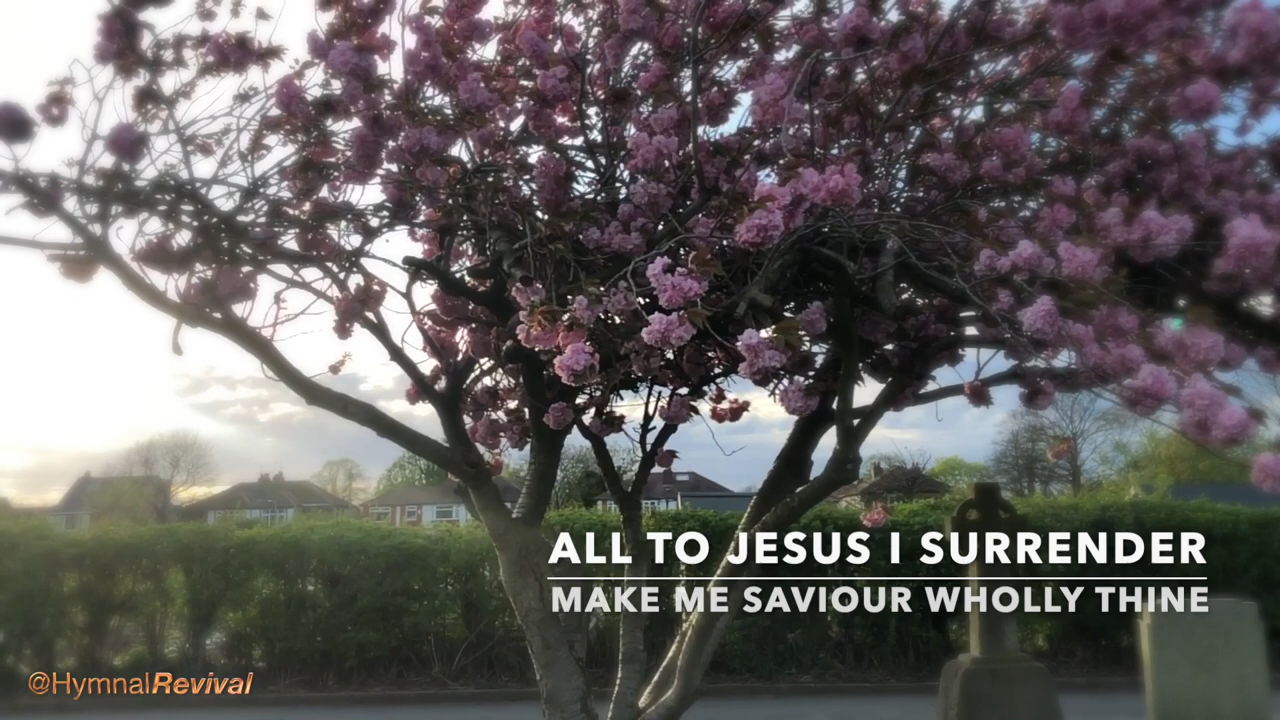 ALL TO JESUS I SURRENDER
MAKE ME SAVIOUR WHOLLY THINE
@HymnalRevival